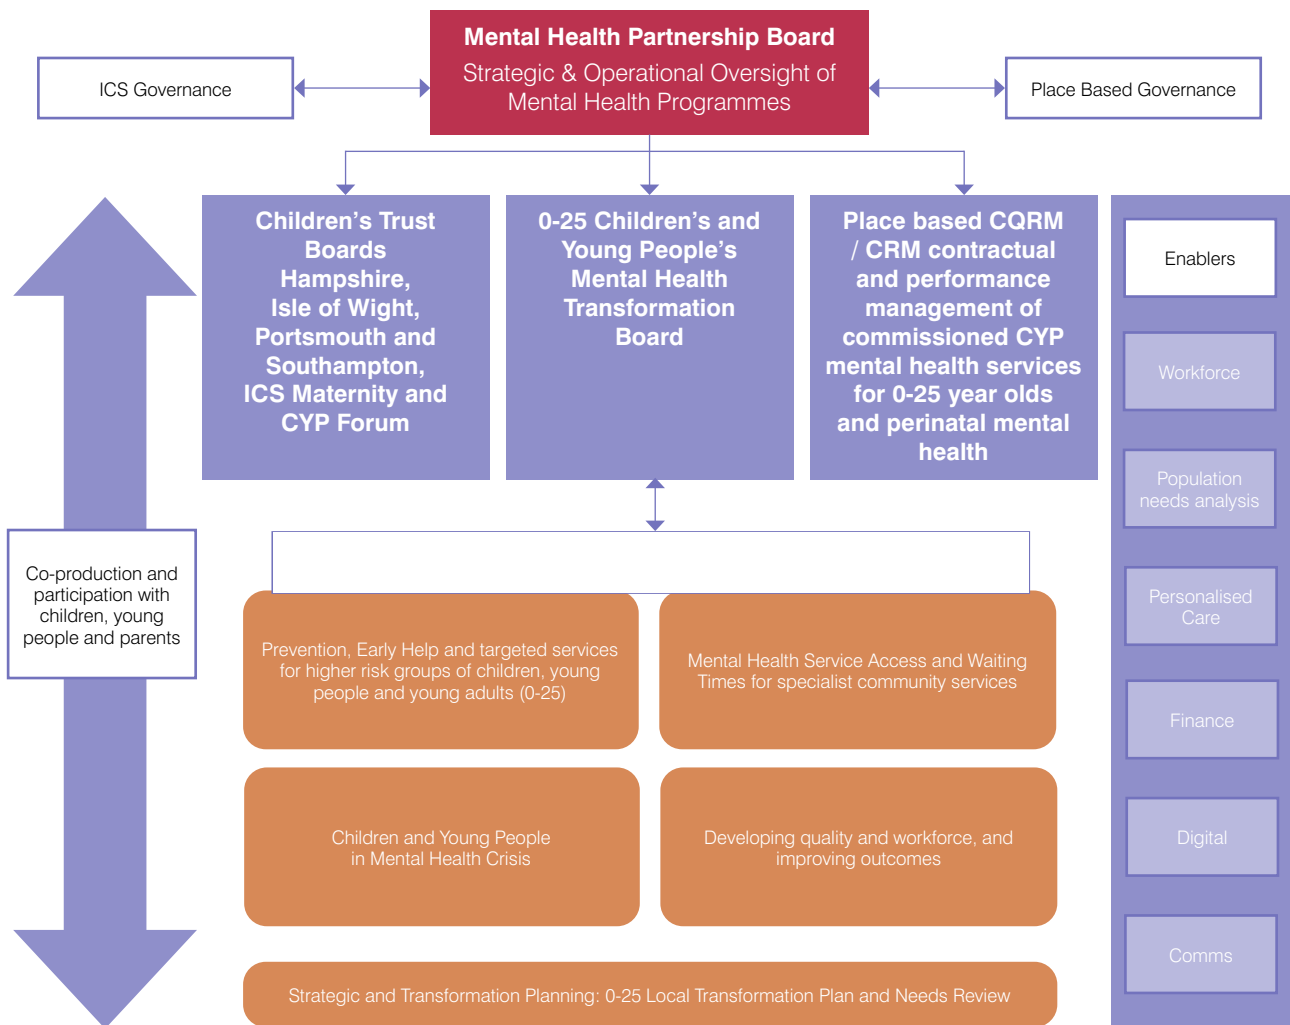 Mental Health Partnership Board
Strategic & Operational Oversight of
Mental Health Programmes
ICS Governance
Place Based Governance
Children’s Trust
Boards
Hampshire,
Isle of Wight,
Portsmouth and
Southampton,
ICS Maternity and
CYP Forum
0-25 Children’s and
Young People’s
Mental Health
Transformation
Board
Place based CQRM
/ CRM contractual
and performance
management of
commissioned CYP
mental health services
for 0-25 year olds
and perinatal mental
health
Enablers
Workforce
Population
needs analysis
Personalised
Care
Finance
Digital
Comms
Co-production and
participation with
children, young
people and parents
Prevention, Early Help and targeted services
for higher risk groups of children, young
people and young adults (0-25)
Mental Health Service Access and Waiting
Times for specialist community services
Children and Young People
in Mental Health Crisis
Developing quality and workforce, and
improving outcomes
Strategic and Transformation Planning: 0-25 Local Transformation Plan and Needs Review